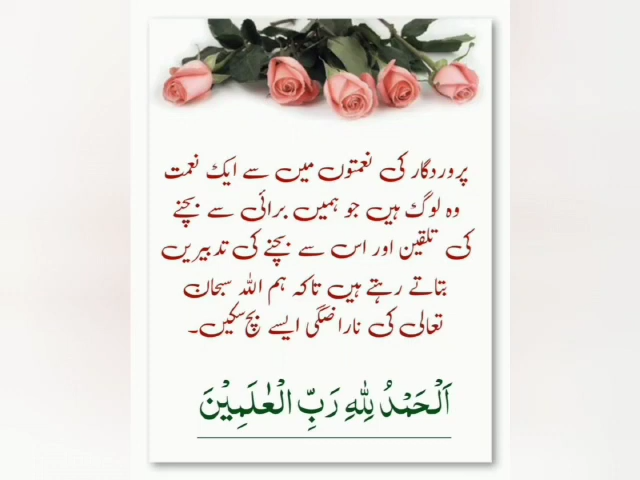 پروردگار کی نعمتوں میں سے ایک نعمت
وہ لوگ ہیں جو ہمیں برائی سے بچنے
کی تلقین اور اس سے بچنے کی تدبیریں
بتاتے رہتے ہیں تاکہ ہم اللہ سبحان
تعالی کی ناراضگی ایسے بچ سکیں۔
اَلْحَمْدُ لِلّٰهِ رَبِّ الْعٰلَمِيْنَ